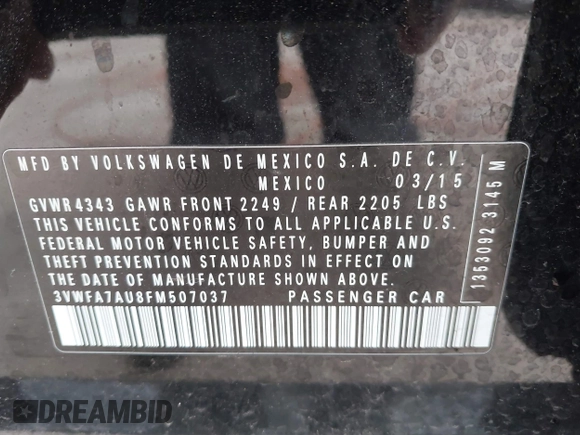 MFD BY VOLKSWAGEN DE MEXICO S.A. DE C.V.
MEXICO 03/15
GVWR 4343 GAWR FRONT 2249 / REAR 2205 LBS
THIS VEHICLE CONFORMS TO ALL APPLICABLE U.S.
FEDERAL MOTOR VEHICLE SAFETY, BUMPER AND
THEFT PREVENTION STANDARDS IN EFFECT ON
THE DATE OF MANUFACTURE SHOWN ABOVE.
3VWFA7AU8FM507037 PASSENGER CAR
1353092 3145 M
DREAMBID